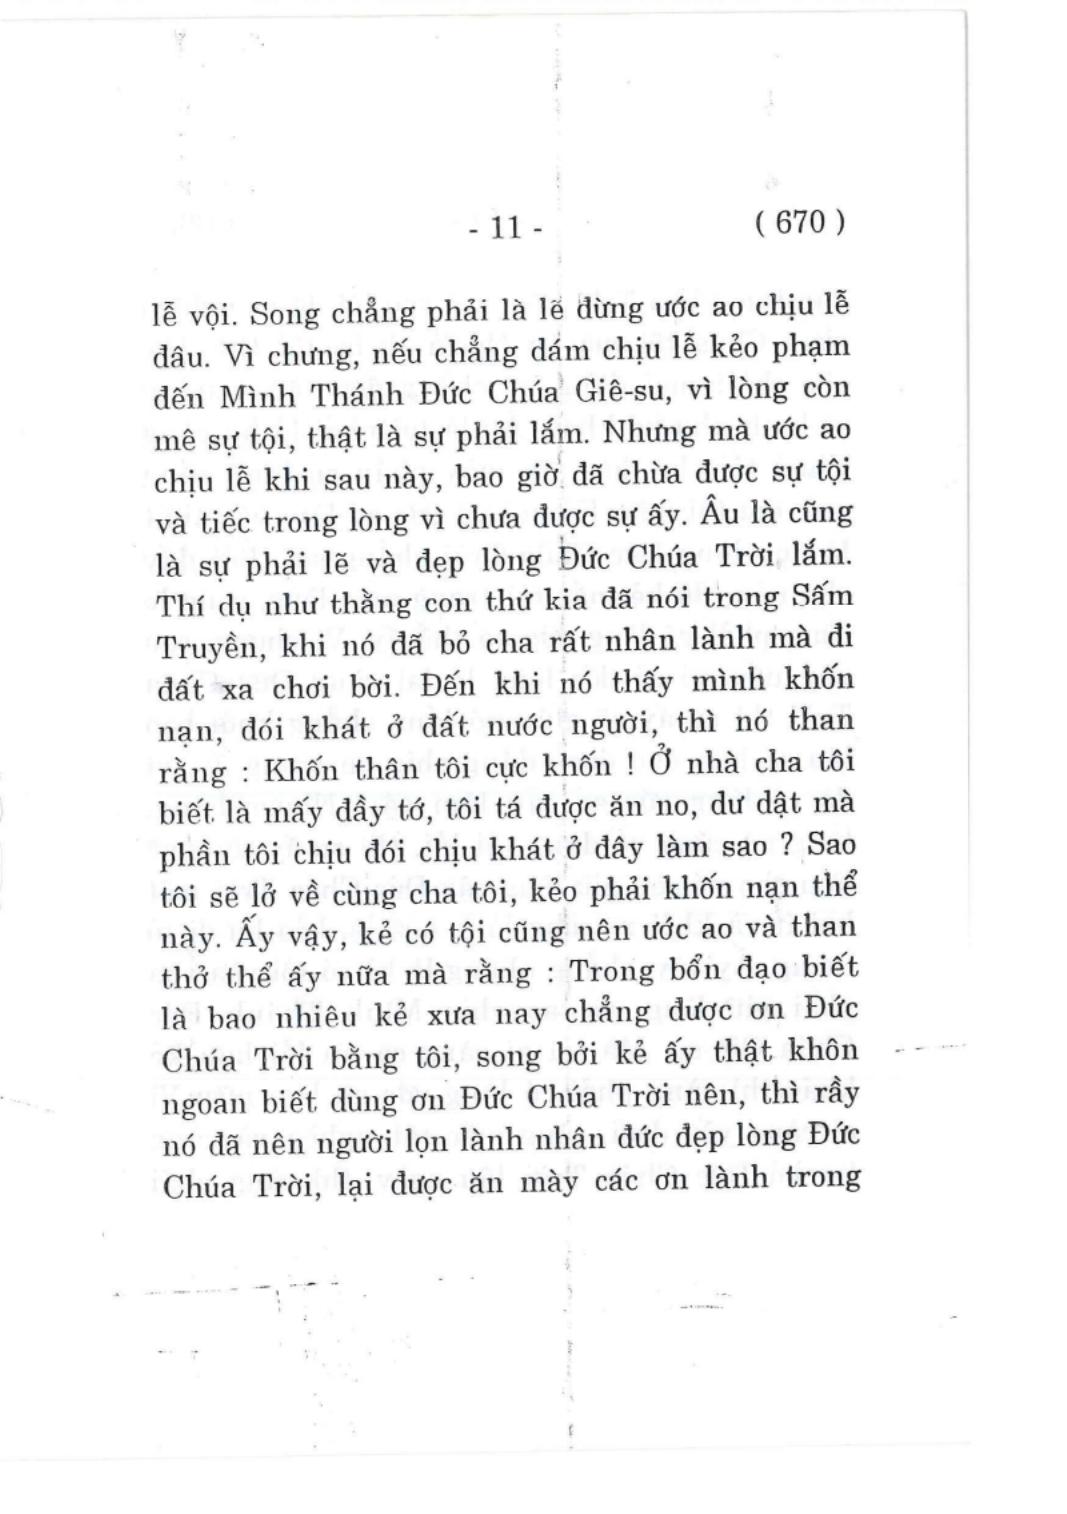 - 11 -
( 670 )
lễ vội. Song chẳng phải là lẽ đừng ước ao chịu lễ
đâu. Vì chưng, nếu chẳng dám chịu lễ kẻo phạm
đến Mình Thánh Đức Chúa Giê-su, vì lòng còn
mê sự tội, thật là sự phải lắm. Nhưng mà ước ao
chịu lễ khi sau này, bao giờ đã chừa được sự tội
và tiếc trong lòng vì chưa được sự ấy. Âu là cũng
là sự phải lẽ và đẹp lòng Đức Chúa Trời lắm.
Thí dụ như thằng con thứ kia đã nói trong Sấm
Truyền, khi nó đã bỏ cha rất nhân lành mà đi
đất xa chơi bời. Đến khi nó thấy mình khốn
nạn, đói khát ở đất nước người, thì nó than
rằng : Khốn thân tôi cực khốn ! Ở nhà cha tôi
biết là mấy đầy tớ, tôi tá được ăn no, dư dật mà
phần tôi chịu đói chịu khát ở đây làm sao ? Sao
tôi sẽ lở về cùng cha tôi, kẻo phải khốn nạn thể
này. Ấy vậy, kẻ có tội cũng nên ước ao và than
thở thể ấy nữa mà rằng : Trong bổn đạo biết
là bao nhiêu kẻ xưa nay chẳng được ơn Đức
Chúa Trời bằng tôi, song bởi kẻ ấy thật khôn
ngoan biết dùng ơn Đức Chúa Trời nên, thì rầy
nó đã nên người lọn lành nhân đức đẹp lòng Đức
Chúa Trời, lại được ăn mày các ơn lành trong